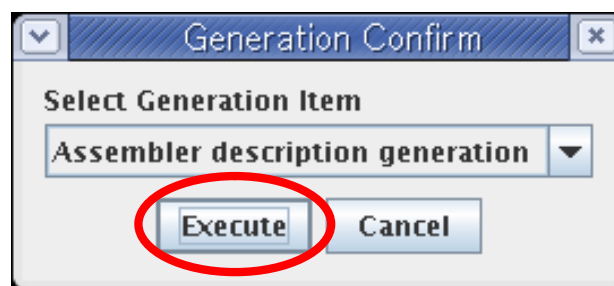 Generation Confirm
Select Generation Item
Assembler description generation
Execute Cancel